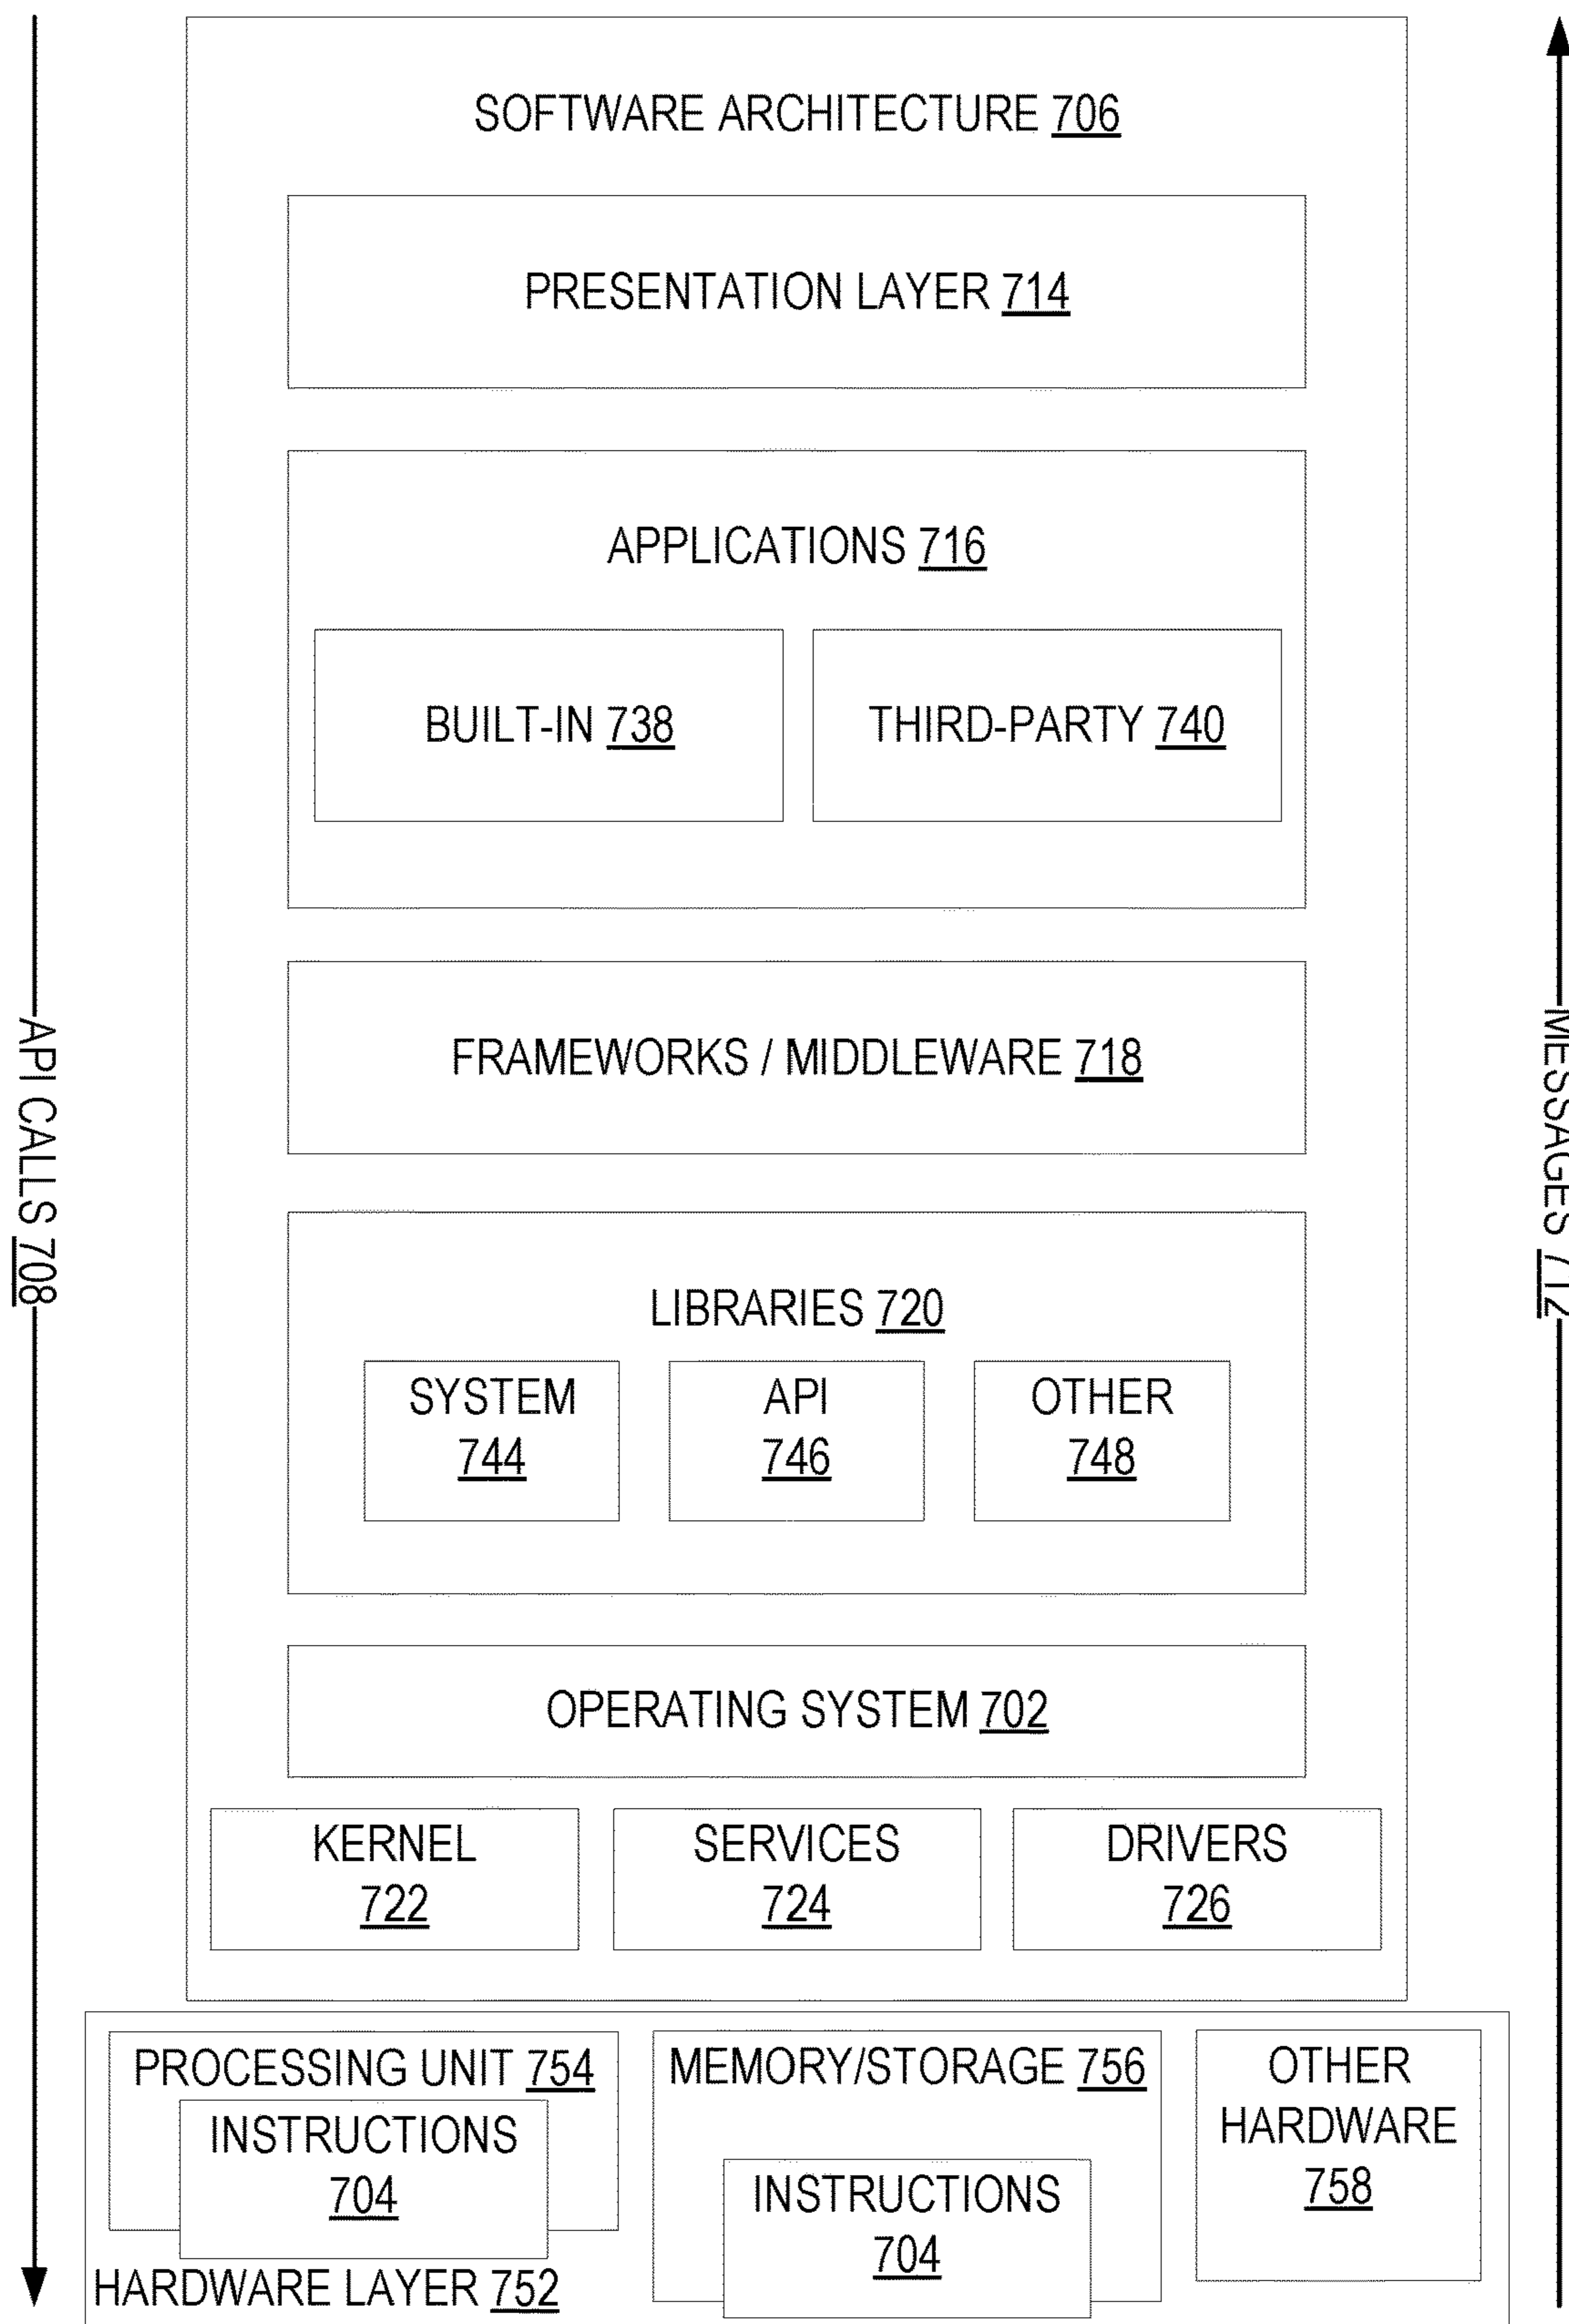 SOFTWARE ARCHITECTURE 706
PRESENTATION LAYER 714
APPLICATIONS 716
BUILT-IN 738
THIRD-PARTY 740
FRAMEWORKS / MIDDLEWARE 718
LIBRARIES 720
SYSTEM
744
API
746
OTHER
748
OPERATING SYSTEM 702
KERNEL
722
SERVICES
724
DRIVERS
726
PROCESSING UNIT 754
INSTRUCTIONS
704
MEMORY/STORAGE 756
INSTRUCTIONS
704
OTHER
HARDWARE
758
HARDWARE LAYER 752
API CALLS 708
MESSAGES 712